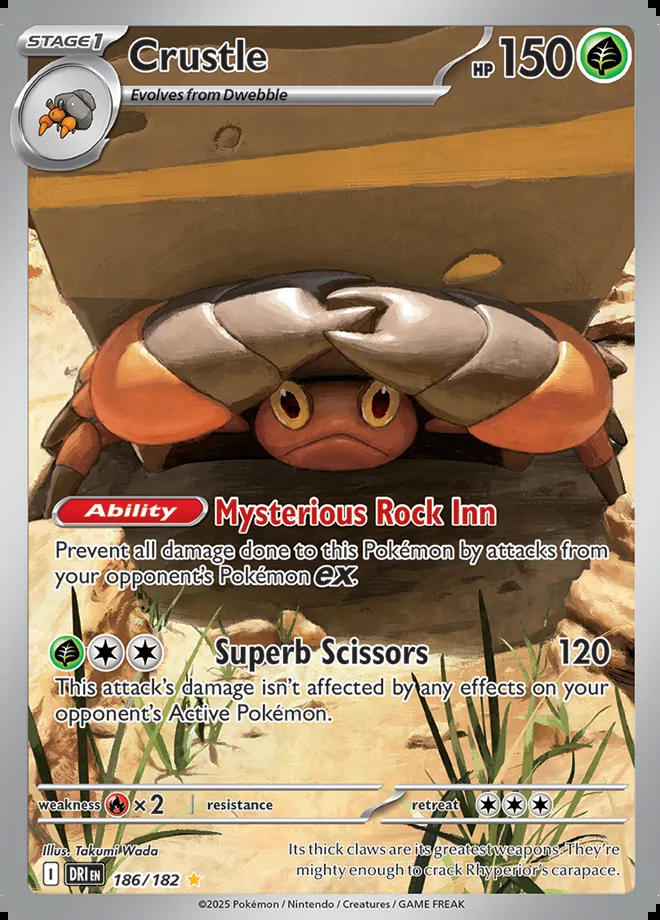 STAGE1
Crustle
HP 150
Evolves from Dwebble
Ability Mysterious Rock Inn
Prevent all damage done to this Pokémon by attacks from
your opponent's Pokémon ex.
Superb Scissors 120
This attack's damage isn't affected by any effects on your
opponent's Active Pokémon.
weakness ×2 resistance retreat
Illus. Takumi Wada
Its thick claws are its greatest weapons. They're
mighty enough to crack Rhyperior's carapace.
I DRI EN 186/182
©2025 Pokémon / Nintendo / Creatures / GAME FREAK